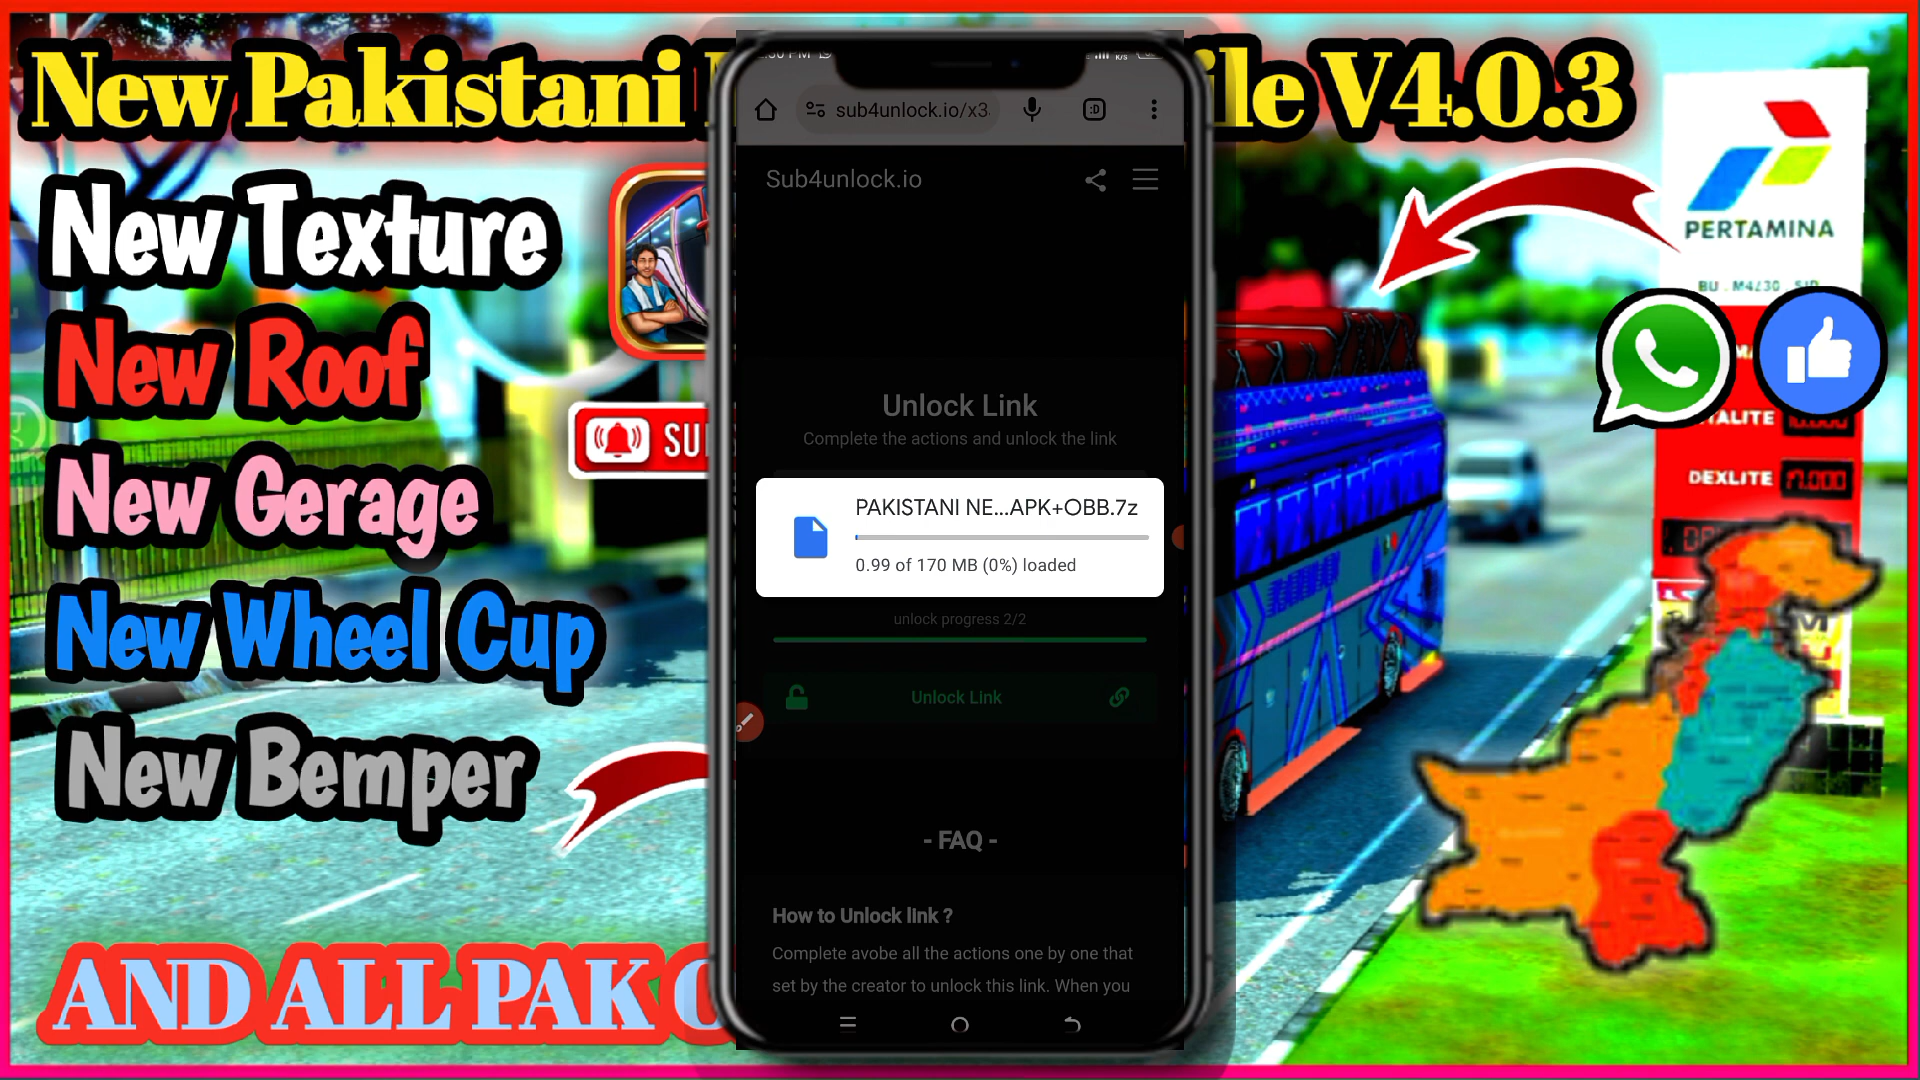 New Pakistani
ile V4.0.3
New Texture
New Roof
New Gerage
New Wheel Cup
New Bemper
AND ALL PAK
SU
PERTAMINA
DEXLITE
sub4unlock.io/x3
Sub4unlock.io
Unlock Link
Complete the actions and unlock the link
PAKISTANI NE...APK+OBB.7z
0.99 of 170 MB (0%) loaded
unlock progress 2/2
Unlock Link
- FAQ -
How to Unlock link ?
Complete avobe all the actions one by one that
set by the creator to unlock this link. When you